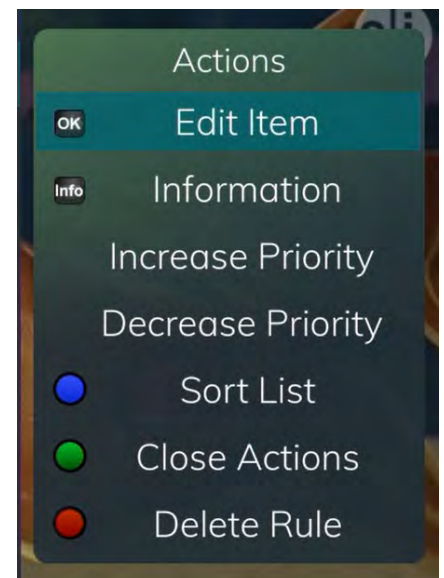 Actions
OK Edit Item
Info Information
Increase Priority
Decrease Priority
Sort List
Close Actions
Delete Rule